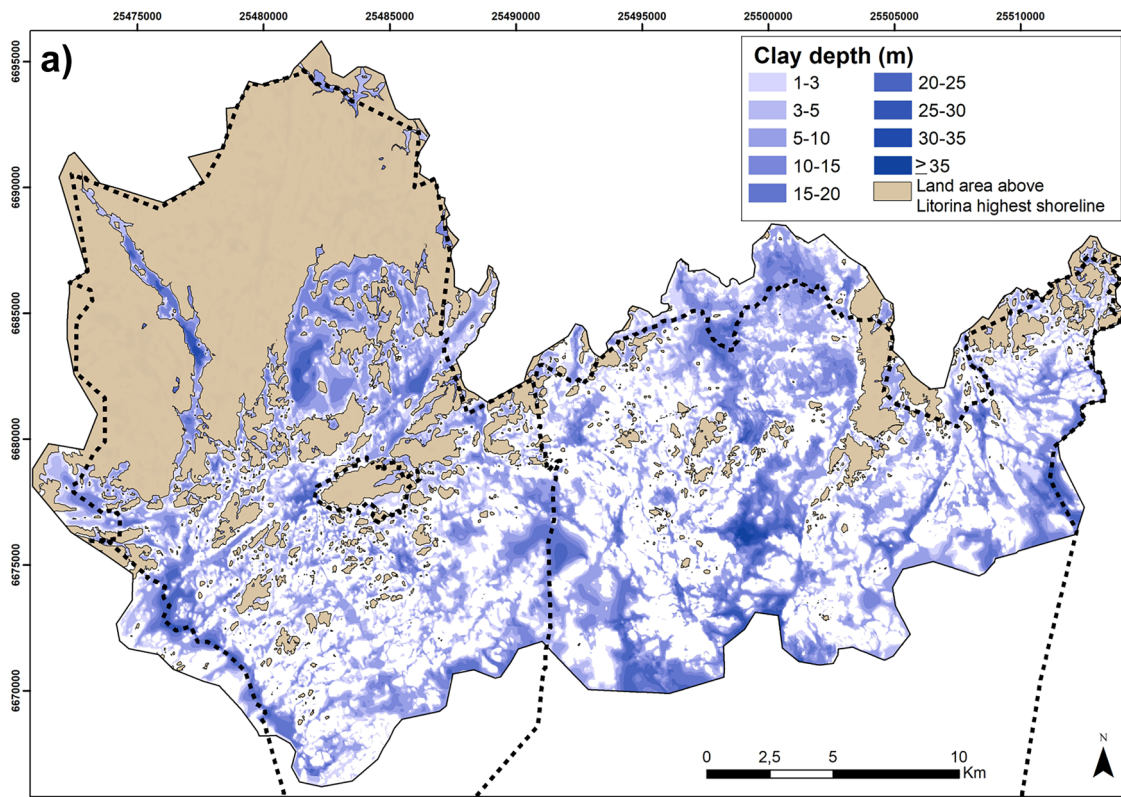 25475000 25480000 25485000 25490000 25495000 25500000 25505000 25510000
a)
6695000
6690000
6685000
6680000
6675000
6670000
Clay depth (m)
1-3 20-25
3-5 25-30
5-10 30-35
10-15 ≥35
15-20 Land area above
Litorina highest shoreline
N
0 2,5 5 10
Km